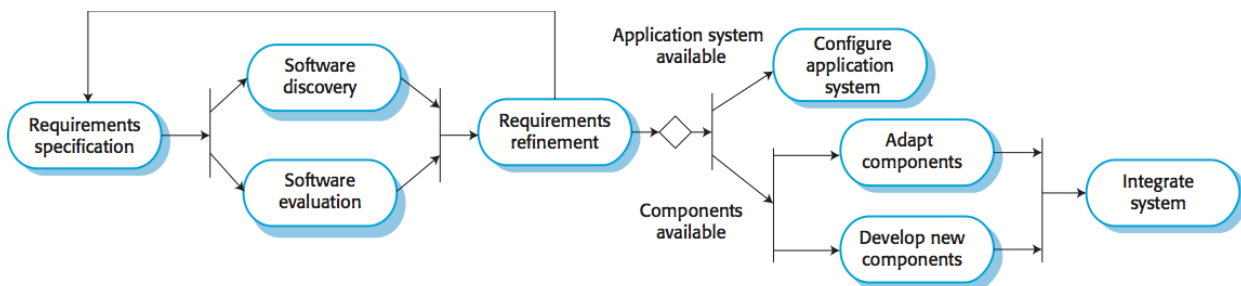 Requirements
specification
Software
discovery
Software
evaluation
Requirements
refinement
Application system
available
Configure
application
system
Components
available
Adapt
components
Develop new
components
Integrate
system